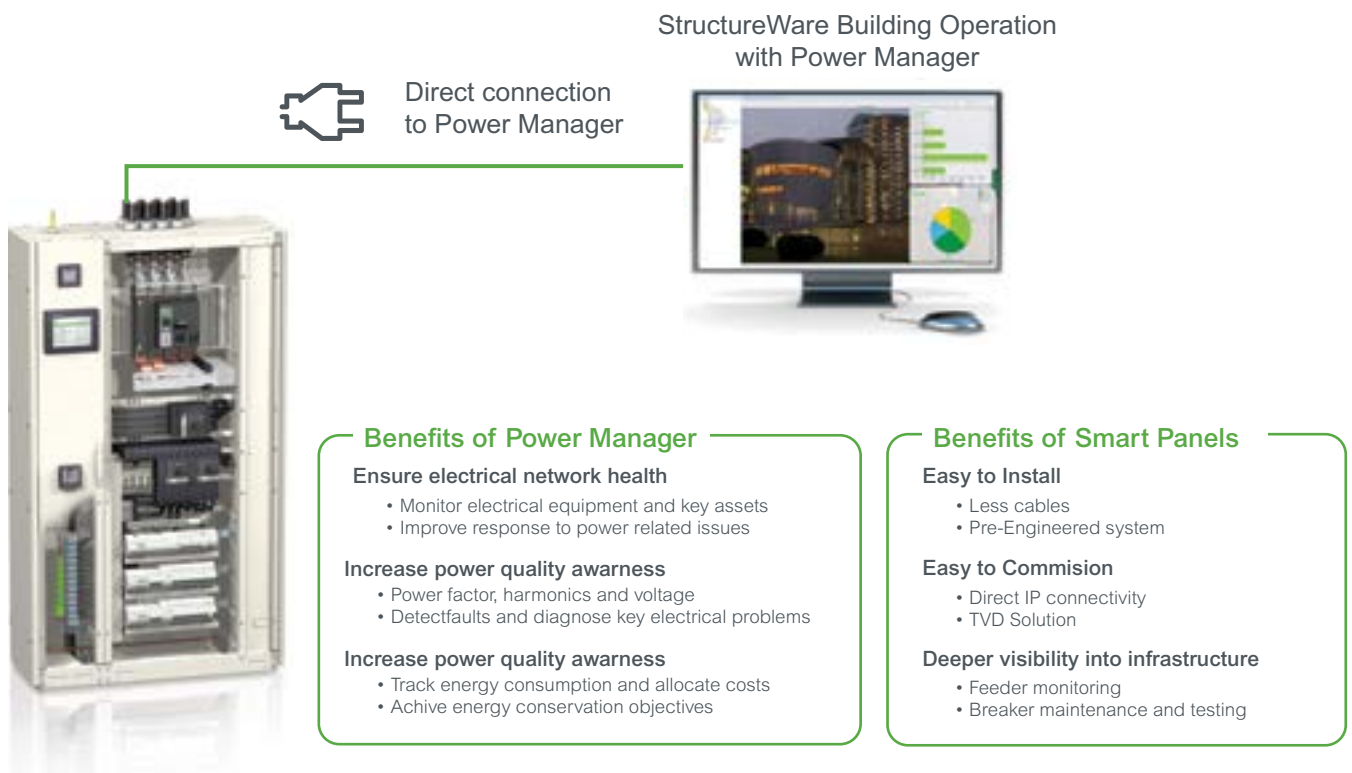 StructureWare Building Operation
with Power Manager
Direct connection
to Power Manager
Benefits of Power Manager
Ensure electrical network health
• Monitor electrical equipment and key assets
• Improve response to power related issues
Increase power quality awarness
• Power factor, harmonics and voltage
• Detectfaults and diagnose key electrical problems
Increase power quality awarness
• Track energy consumption and allocate costs
• Achive energy conservation objectives
Benefits of Smart Panels
Easy to Install
• Less cables
• Pre-Engineered system
Easy to Commision
• Direct IP connectivity
• TVD Solution
Deeper visibility into infrastructure
• Feeder monitoring
• Breaker maintenance and testing